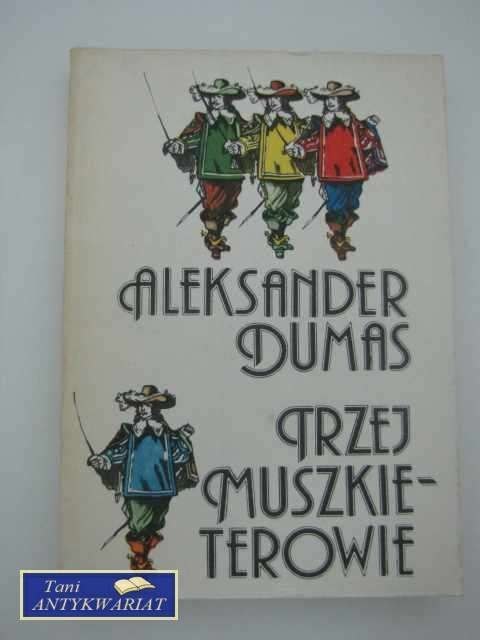 ALEKSANDER
DUMAS
TRZEJ
MUSZKIE-
TEROWIE
Tani
ANTYKWARIAT